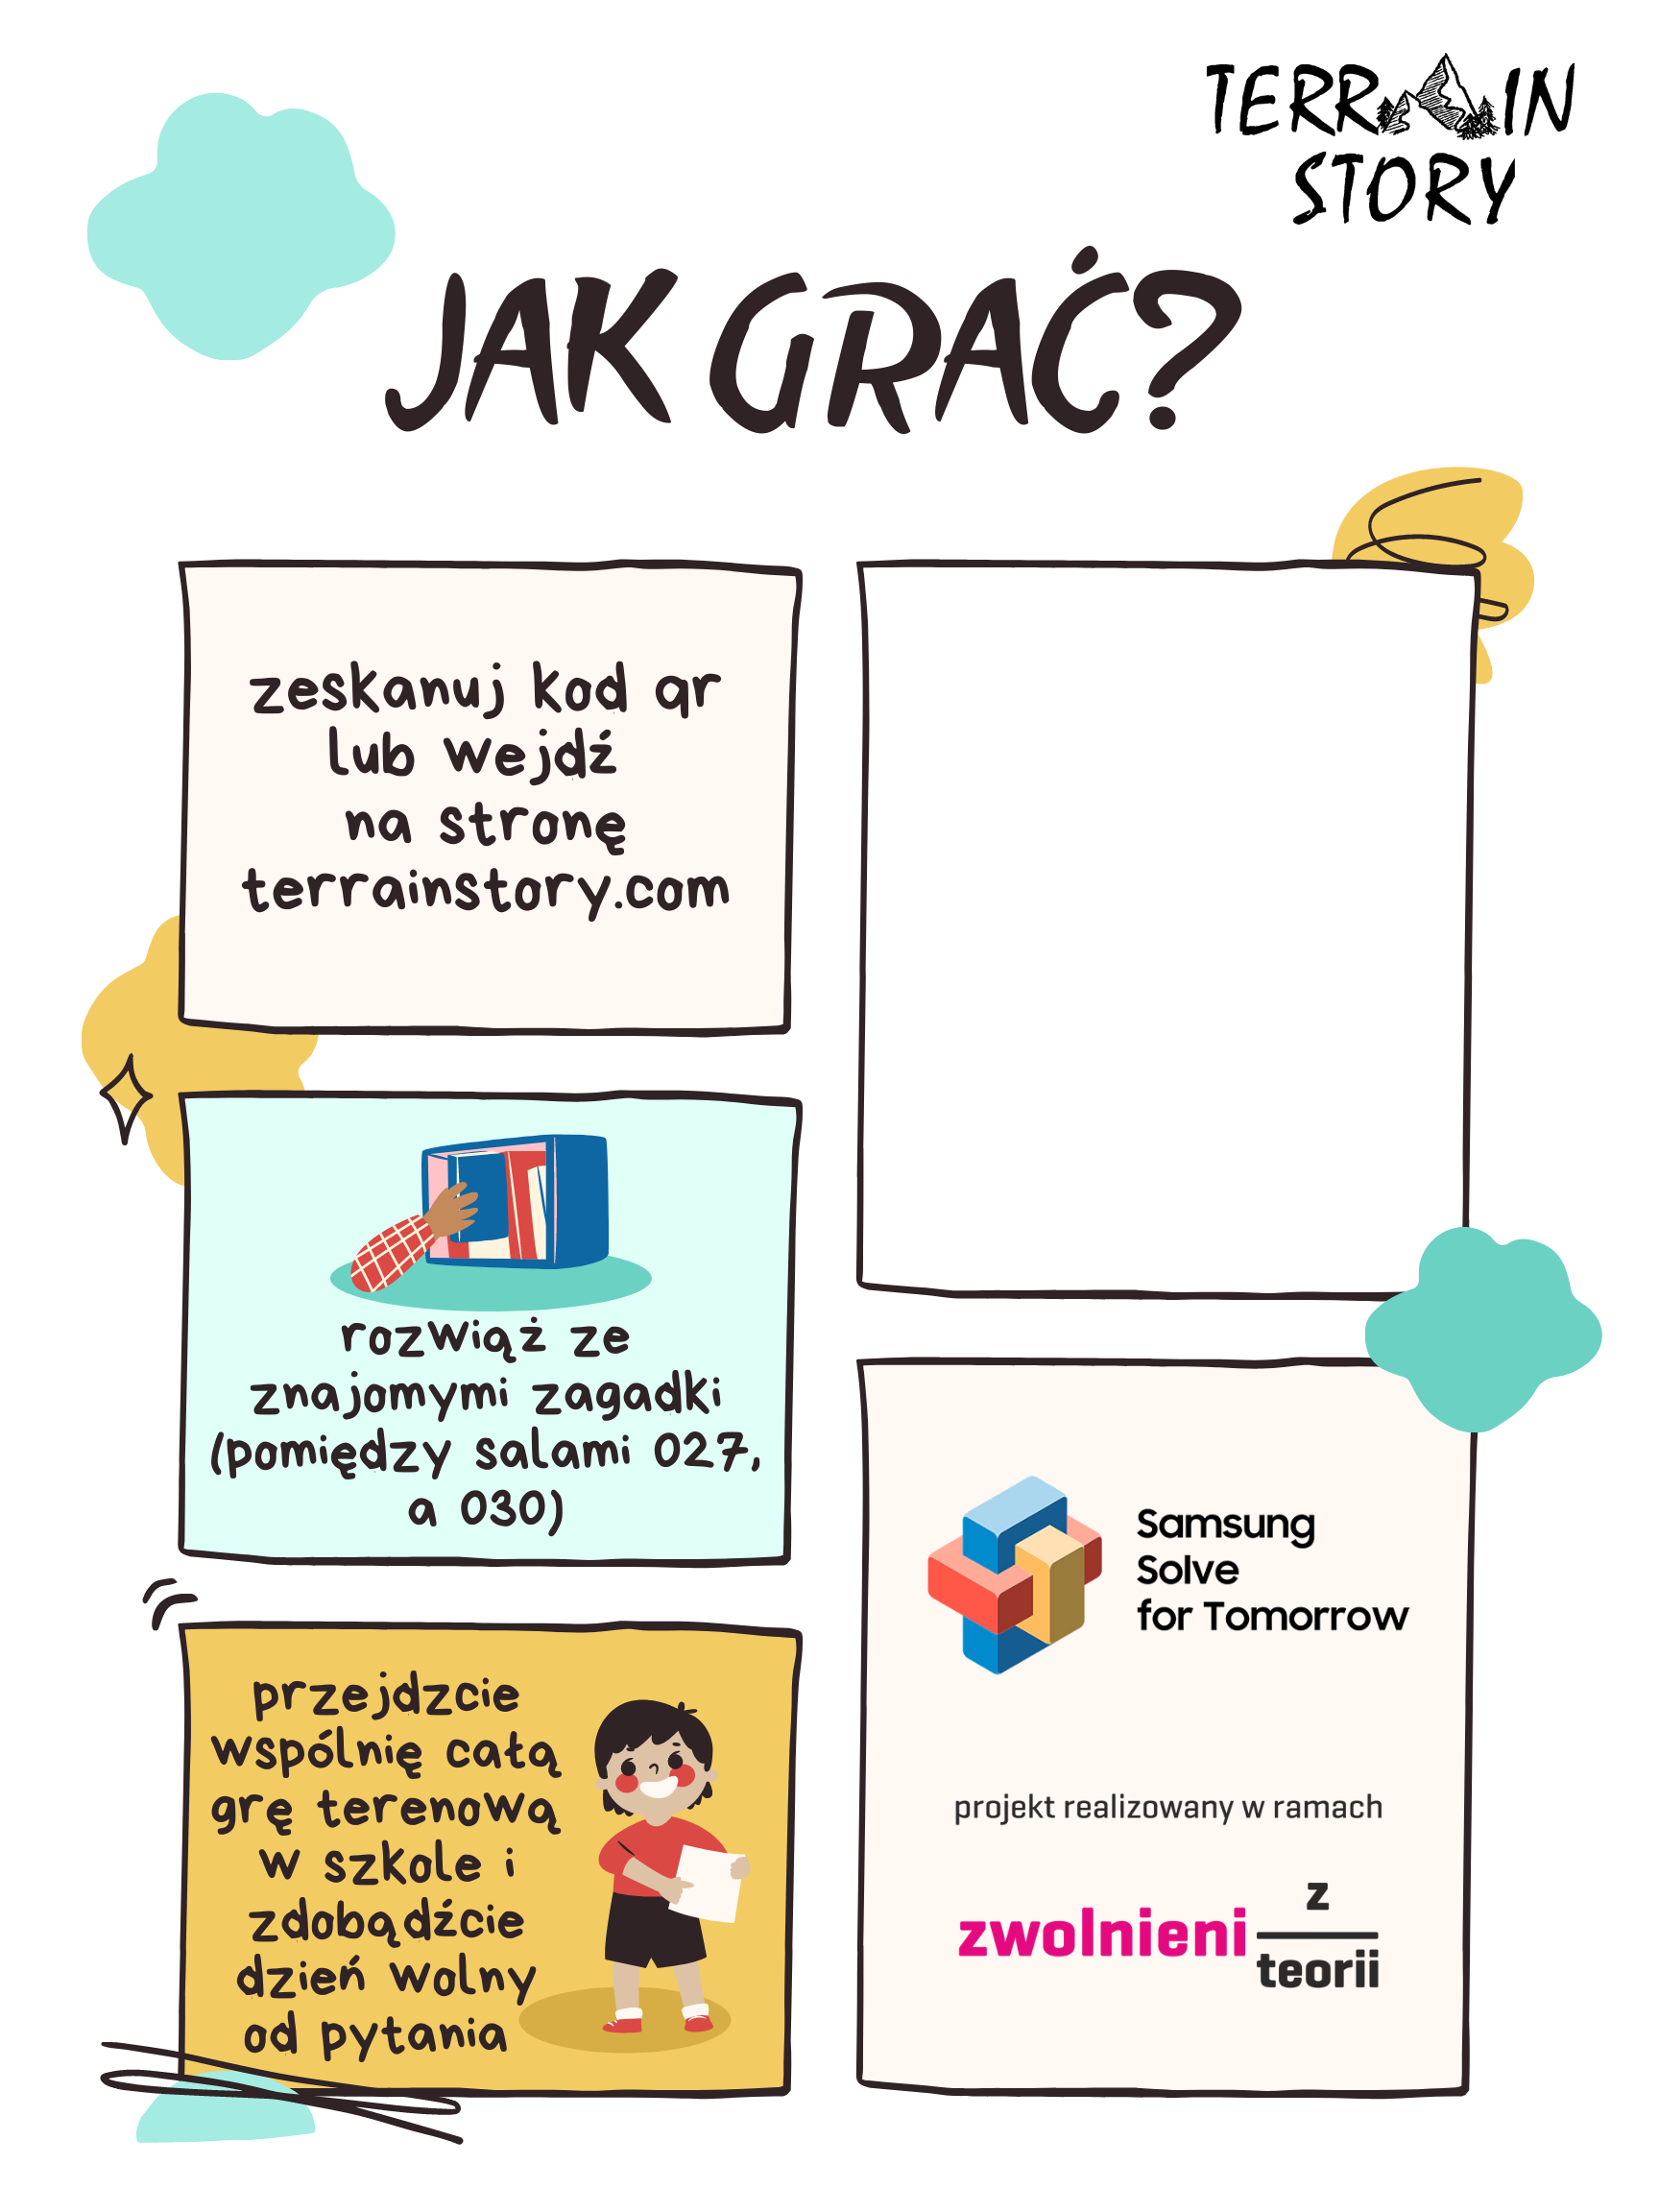 TERRAIN
STORY
JAK GRAĆ?
zeskanuj kod qr
lub wejdź
na stronę
terrainstory.com
rozwiąż ze
znajomymi zagadki
(pomiędzy salami 027,
a 030)
przejdzcie
wspólnię całą
grę terenową
w szkole i
zdobądźcie
dzień wolny
od pytania
Samsung
Solve
for Tomorrow
projekt realizowany w ramach
zwolnieni z
teorii